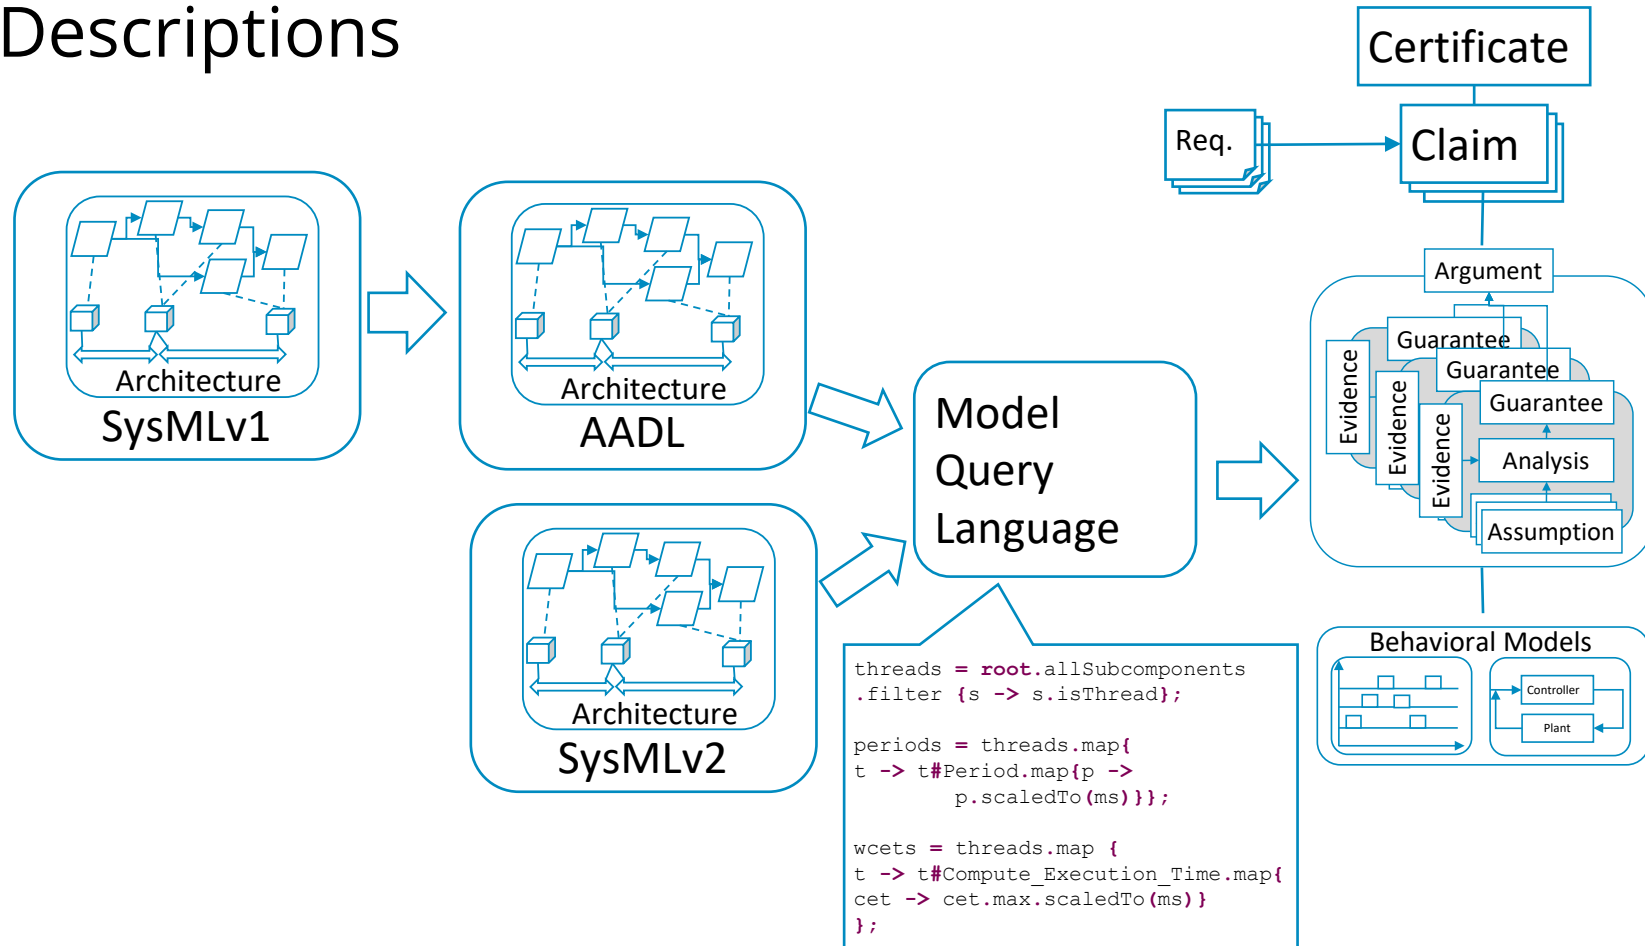 Descriptions
Certificate
Req.
Claim
Architecture
SysMLv1
Architecture
AADL
Architecture
SysMLv2
Model
Query
Language
Argument
Guarantee
Guarantee
Guarantee
Evidence
Evidence
Evidence
Analysis
Assumption
Behavioral Models
Controller
Plant
threads = root.allSubcomponents
.filter {s -> s.isThread};
periods = threads.map{
t -> t#Period.map{p ->
p.scaledTo(ms)}};
wcets = threads.map {
t -> t#Compute_Execution_Time.map{
cet -> cet.max.scaledTo(ms)}
};